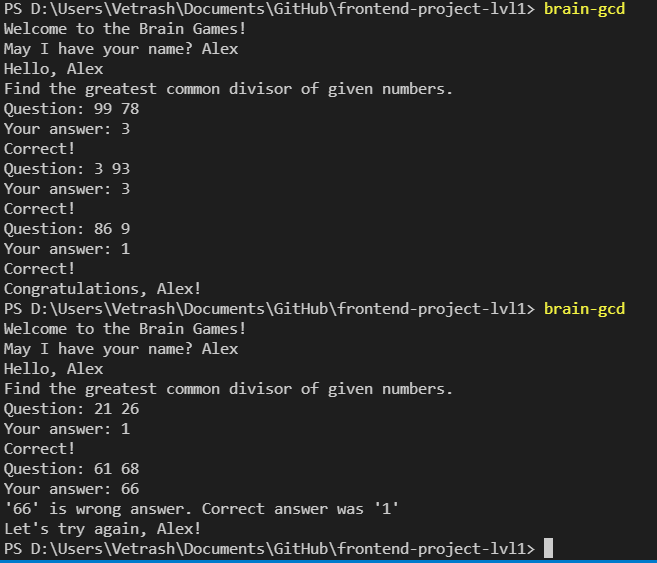 PS D:\Users\Vetrash\Documents\GitHub\frontend-project-lvl1> brain-gcd
Welcome to the Brain Games!
May I have your name? Alex
Hello, Alex
Find the greatest common divisor of given numbers.
Question: 99 78
Your answer: 3
Correct!
Question: 3 93
Your answer: 3
Correct!
Question: 86 9
Your answer: 1
Correct!
Congratulations, Alex!
PS D:\Users\Vetrash\Documents\GitHub\frontend-project-lvl1> brain-gcd
Welcome to the Brain Games!
May I have your name? Alex
Hello, Alex
Find the greatest common divisor of given numbers.
Question: 21 26
Your answer: 1
Correct!
Question: 61 68
Your answer: 66
'66' is wrong answer. Correct answer was '1'
Let's try again, Alex!
PS D:\Users\Vetrash\Documents\GitHub\frontend-project-lvl1>